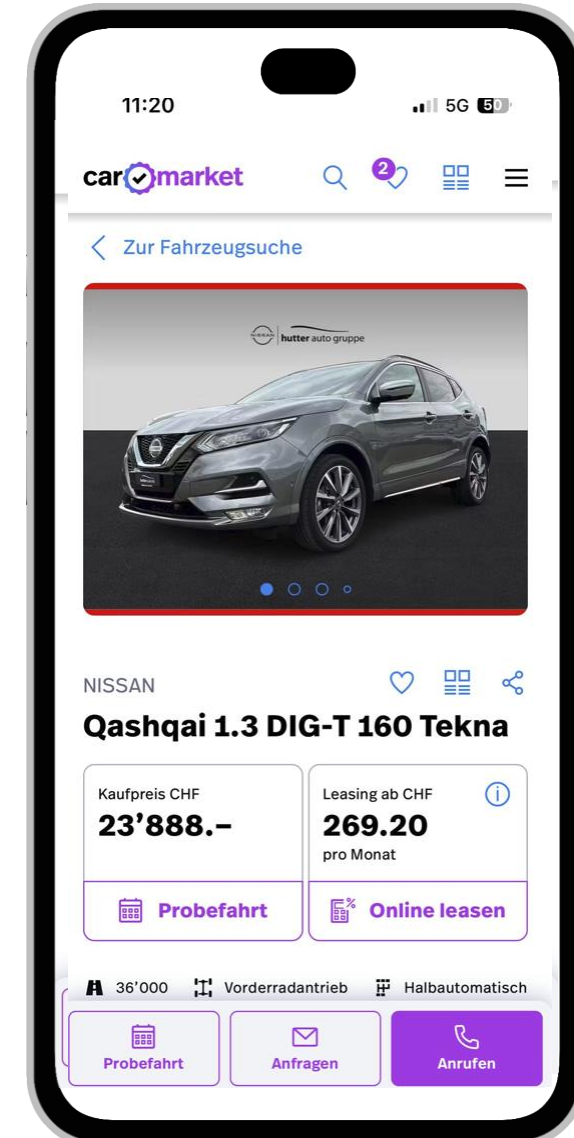 11:20
5G 50
car market
2
Zur Fahrzeugsuche
NISSAN hutter auto gruppe
NISSAN
Qashqai 1.3 DIG-T 160 Tekna
Kaufpreis CHF
23’888.–
Leasing ab CHF
269.20
pro Monat
Probefahrt
Online leasen
36’000 Vorderradantrieb Halbautomatisch
Probefahrt
Anfragen
Anrufen